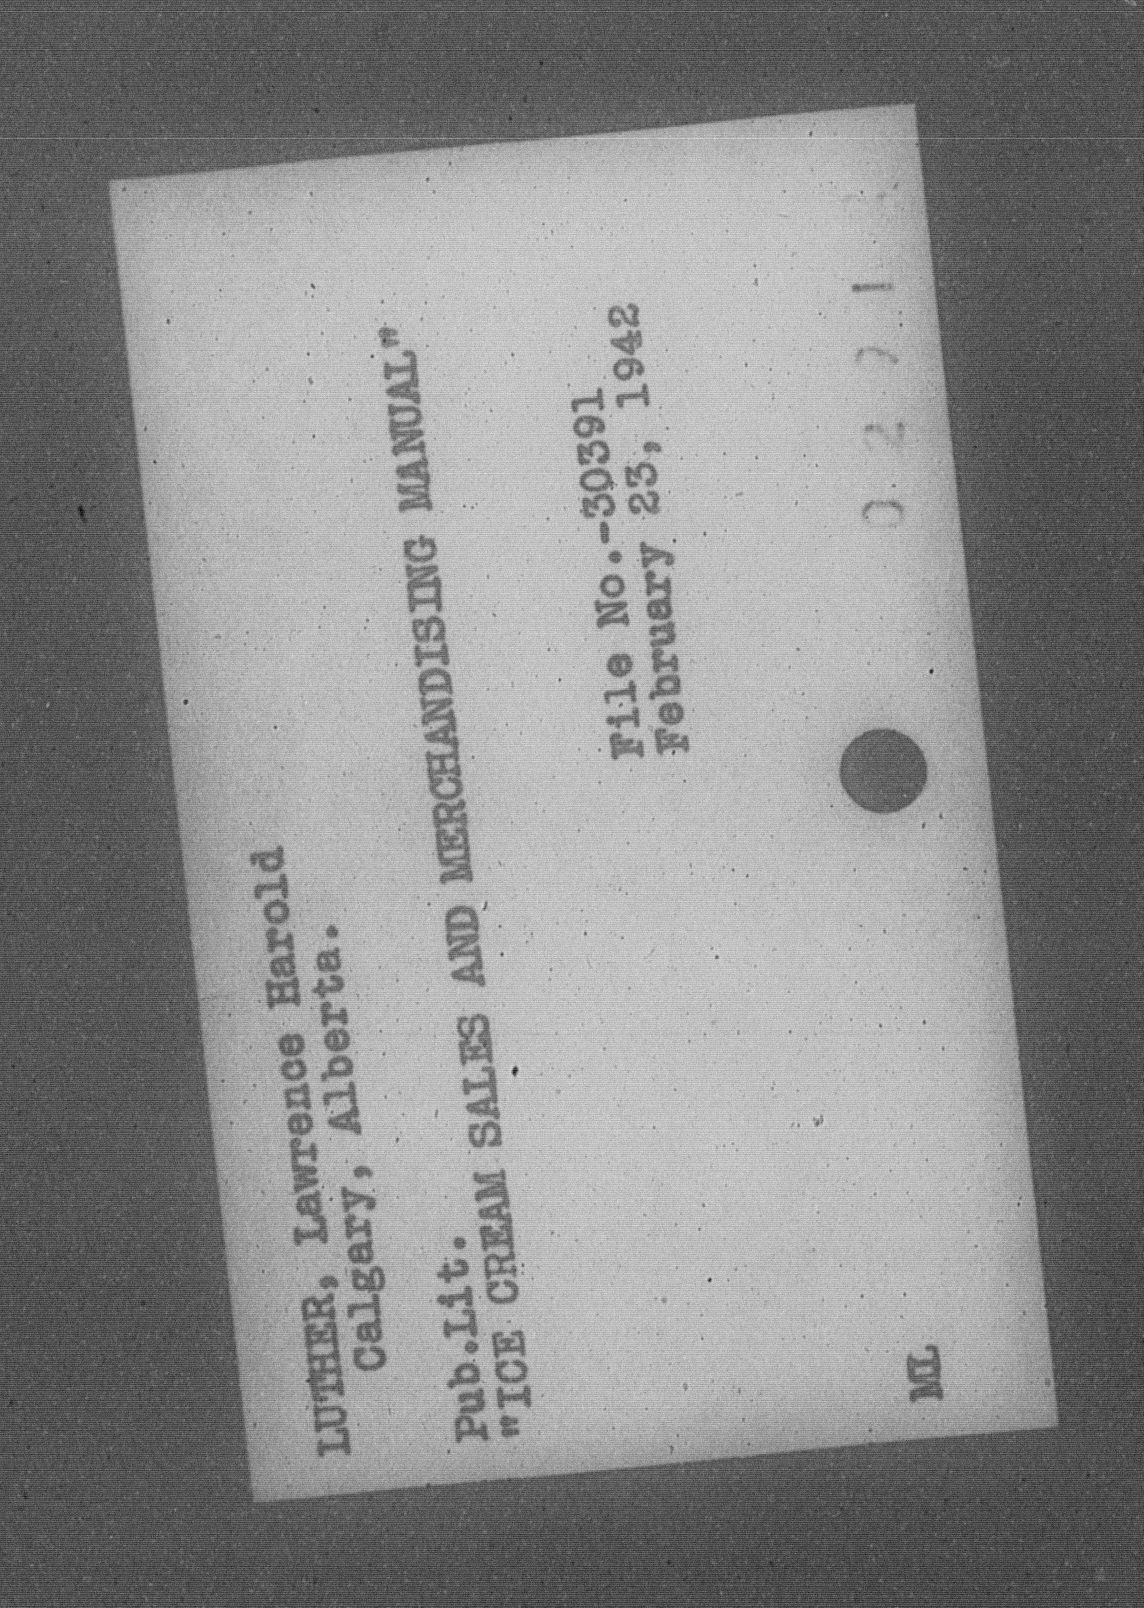 LUTHER, Lawrence Harold
Calgary, Alberta.
Pub.Lit.
"ICE CREAM SALES AND MERCHANDISING MANUAL"
File No.-30391
February 23, 1942
ML